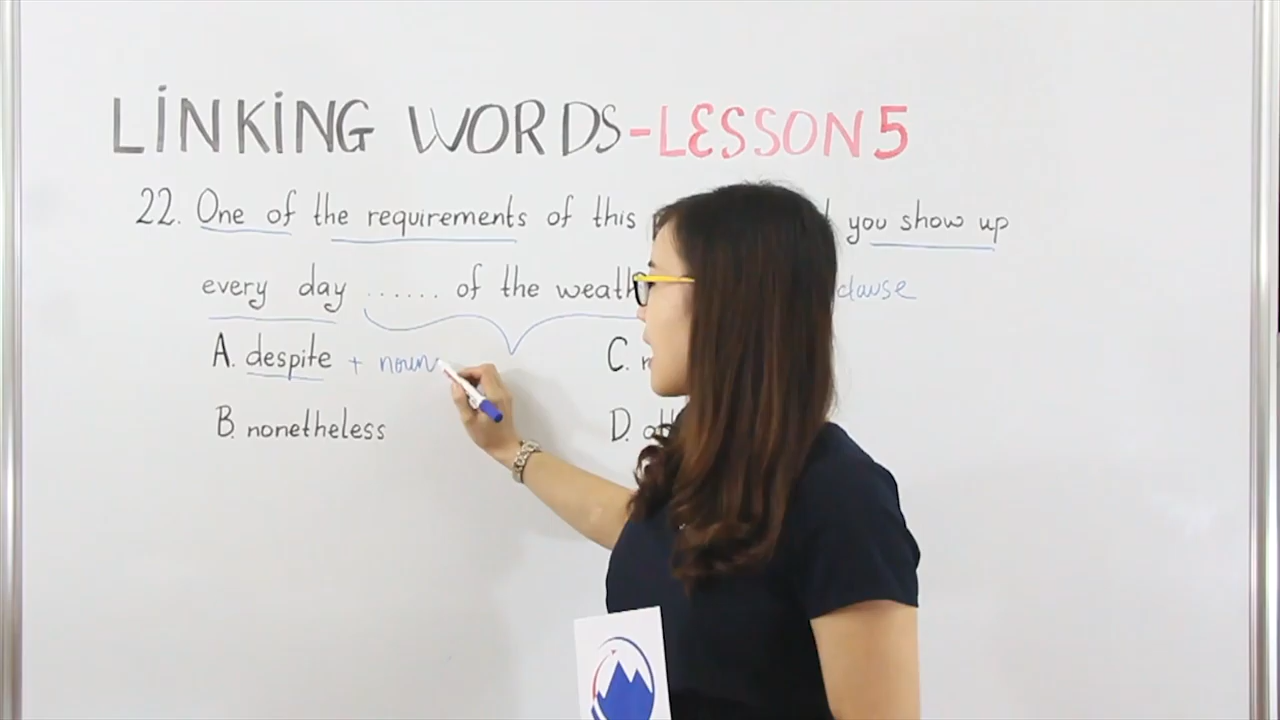 LINKING WORDS-LESSON 5
22. One of the requirements of this you show up
every day ...... of the clause
A. despite + noun C.
B. nonetheless D.